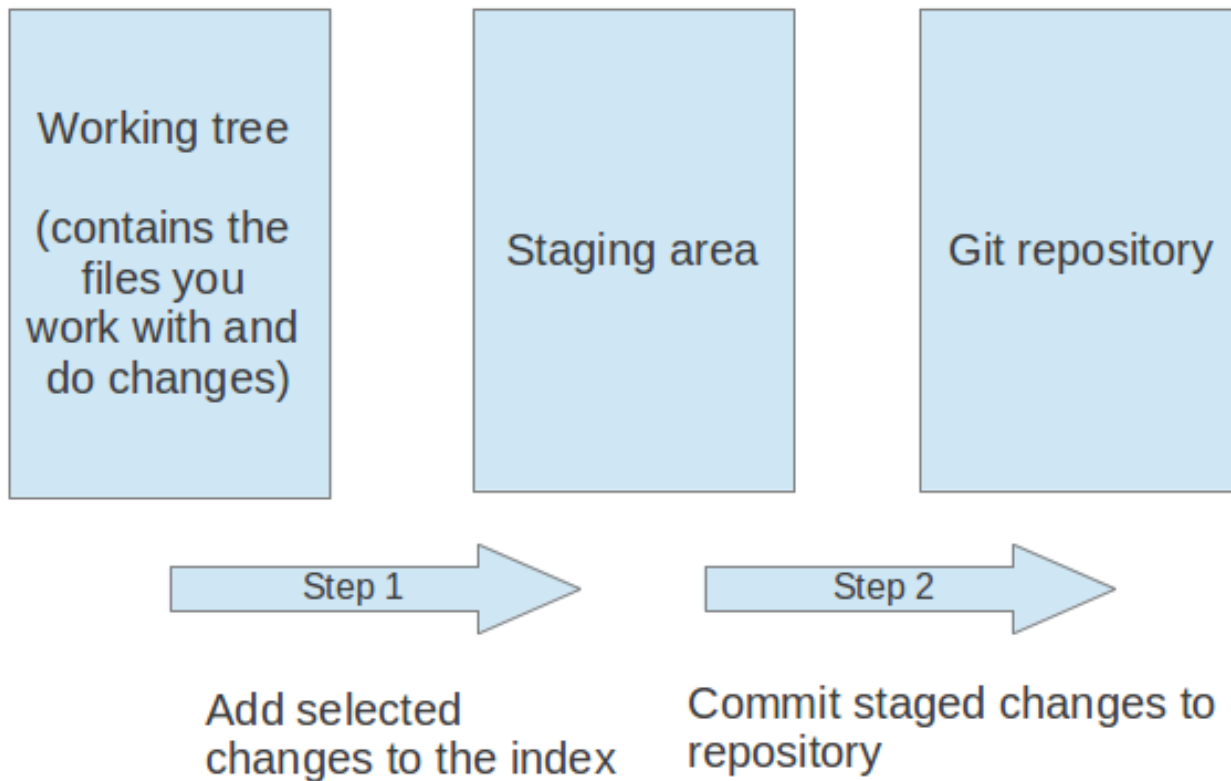 Working tree
(contains the
files you
work with and
do changes)
Staging area
Git repository
Step 1
Step 2
Add selected
changes to the index
Commit staged changes to
repository